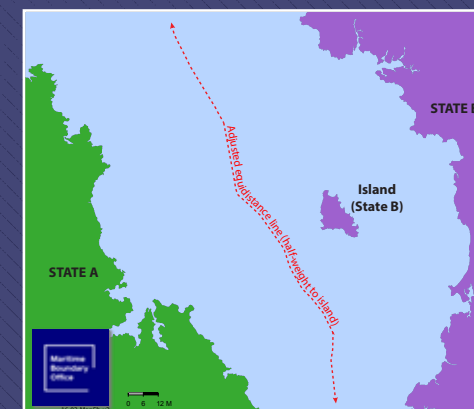 STATE
Adjusted equidistance line (half-weight to Island)
Island
(State B)
STATE A
Maritime
Boundary
Office
0 6 12 M